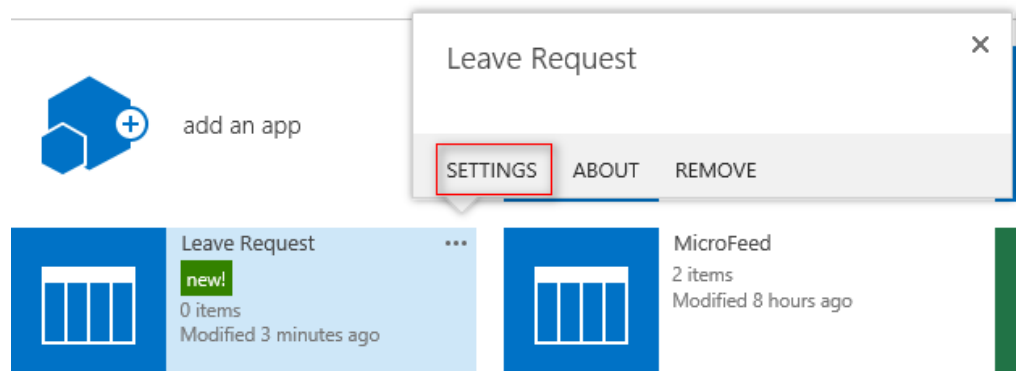 Leave Request
add an app
SETTINGS ABOUT REMOVE
Leave Request
new!
0 items
Modified 3 minutes ago
MicroFeed
2 items
Modified 8 hours ago